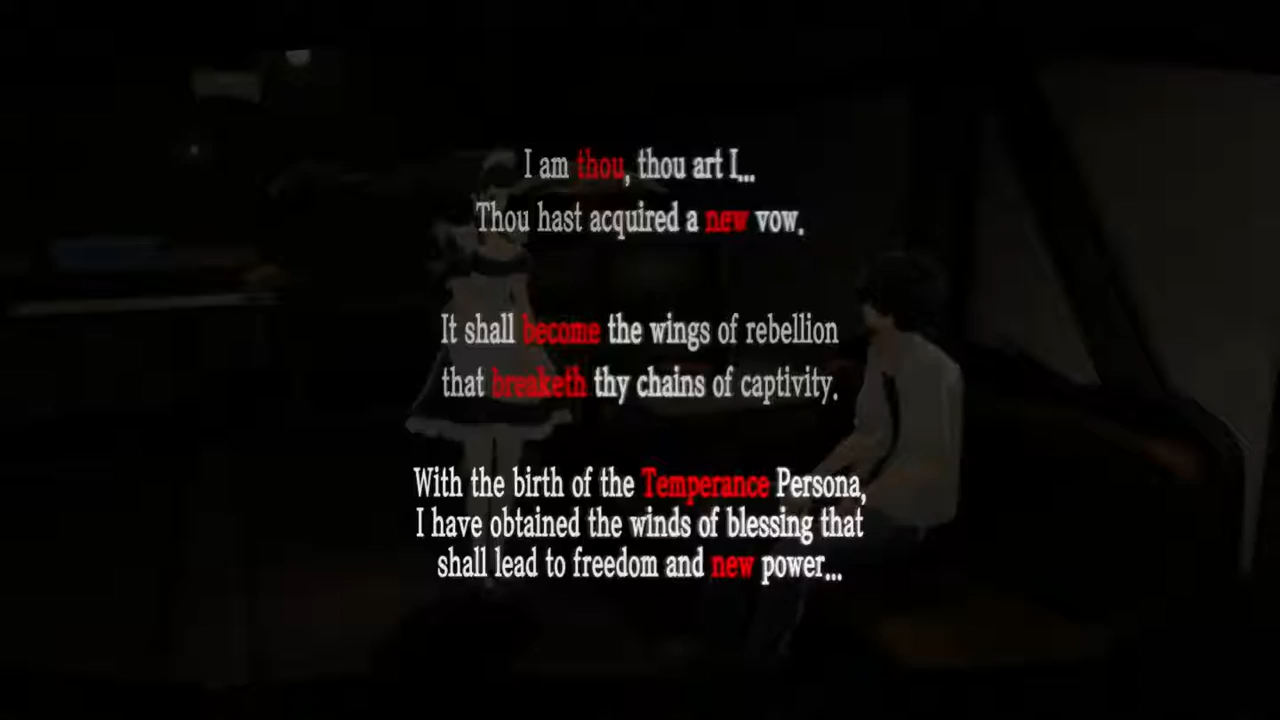 I am thou, thou art I...
Thou hast acquired a new vow.
It shall become the wings of rebellion
that breaketh thy chains of captivity.
With the birth of the Temperance Persona,
I have obtained the winds of blessing that
shall lead to freedom and new power...